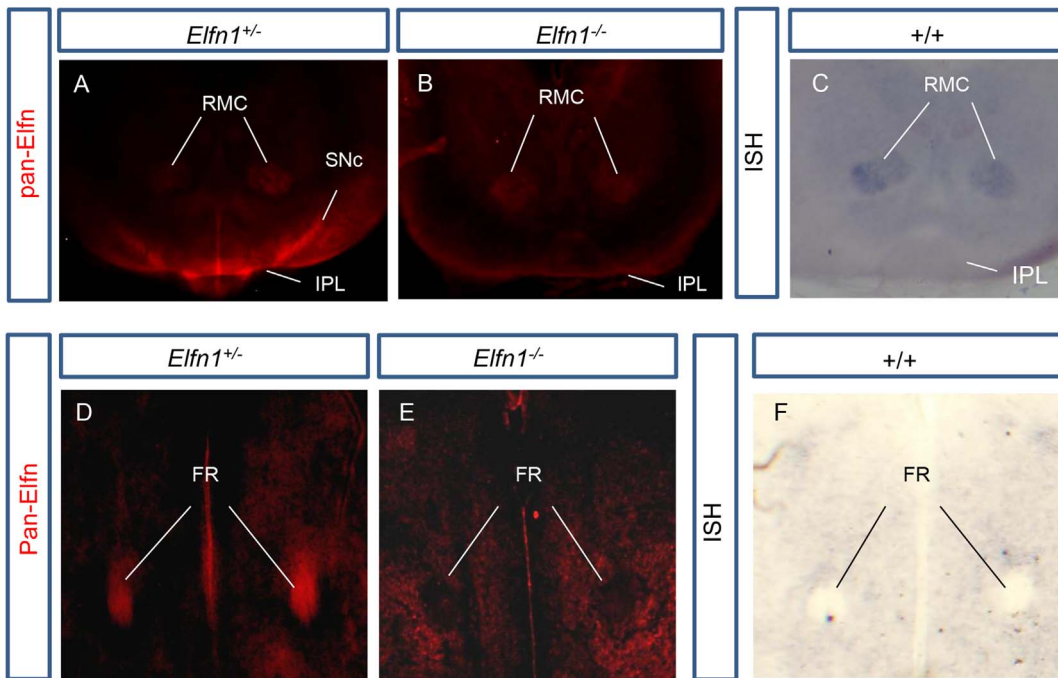 Elfn1+/-
Elfn1-/-
+/+
pan-Elfn
A
RMC
SNc
IPL
B
RMC
IPL
ISH
C
RMC
IPL
Elfn1+/-
Elfn1-/-
+/+
Pan-Elfn
D
FR
E
FR
ISH
F
FR